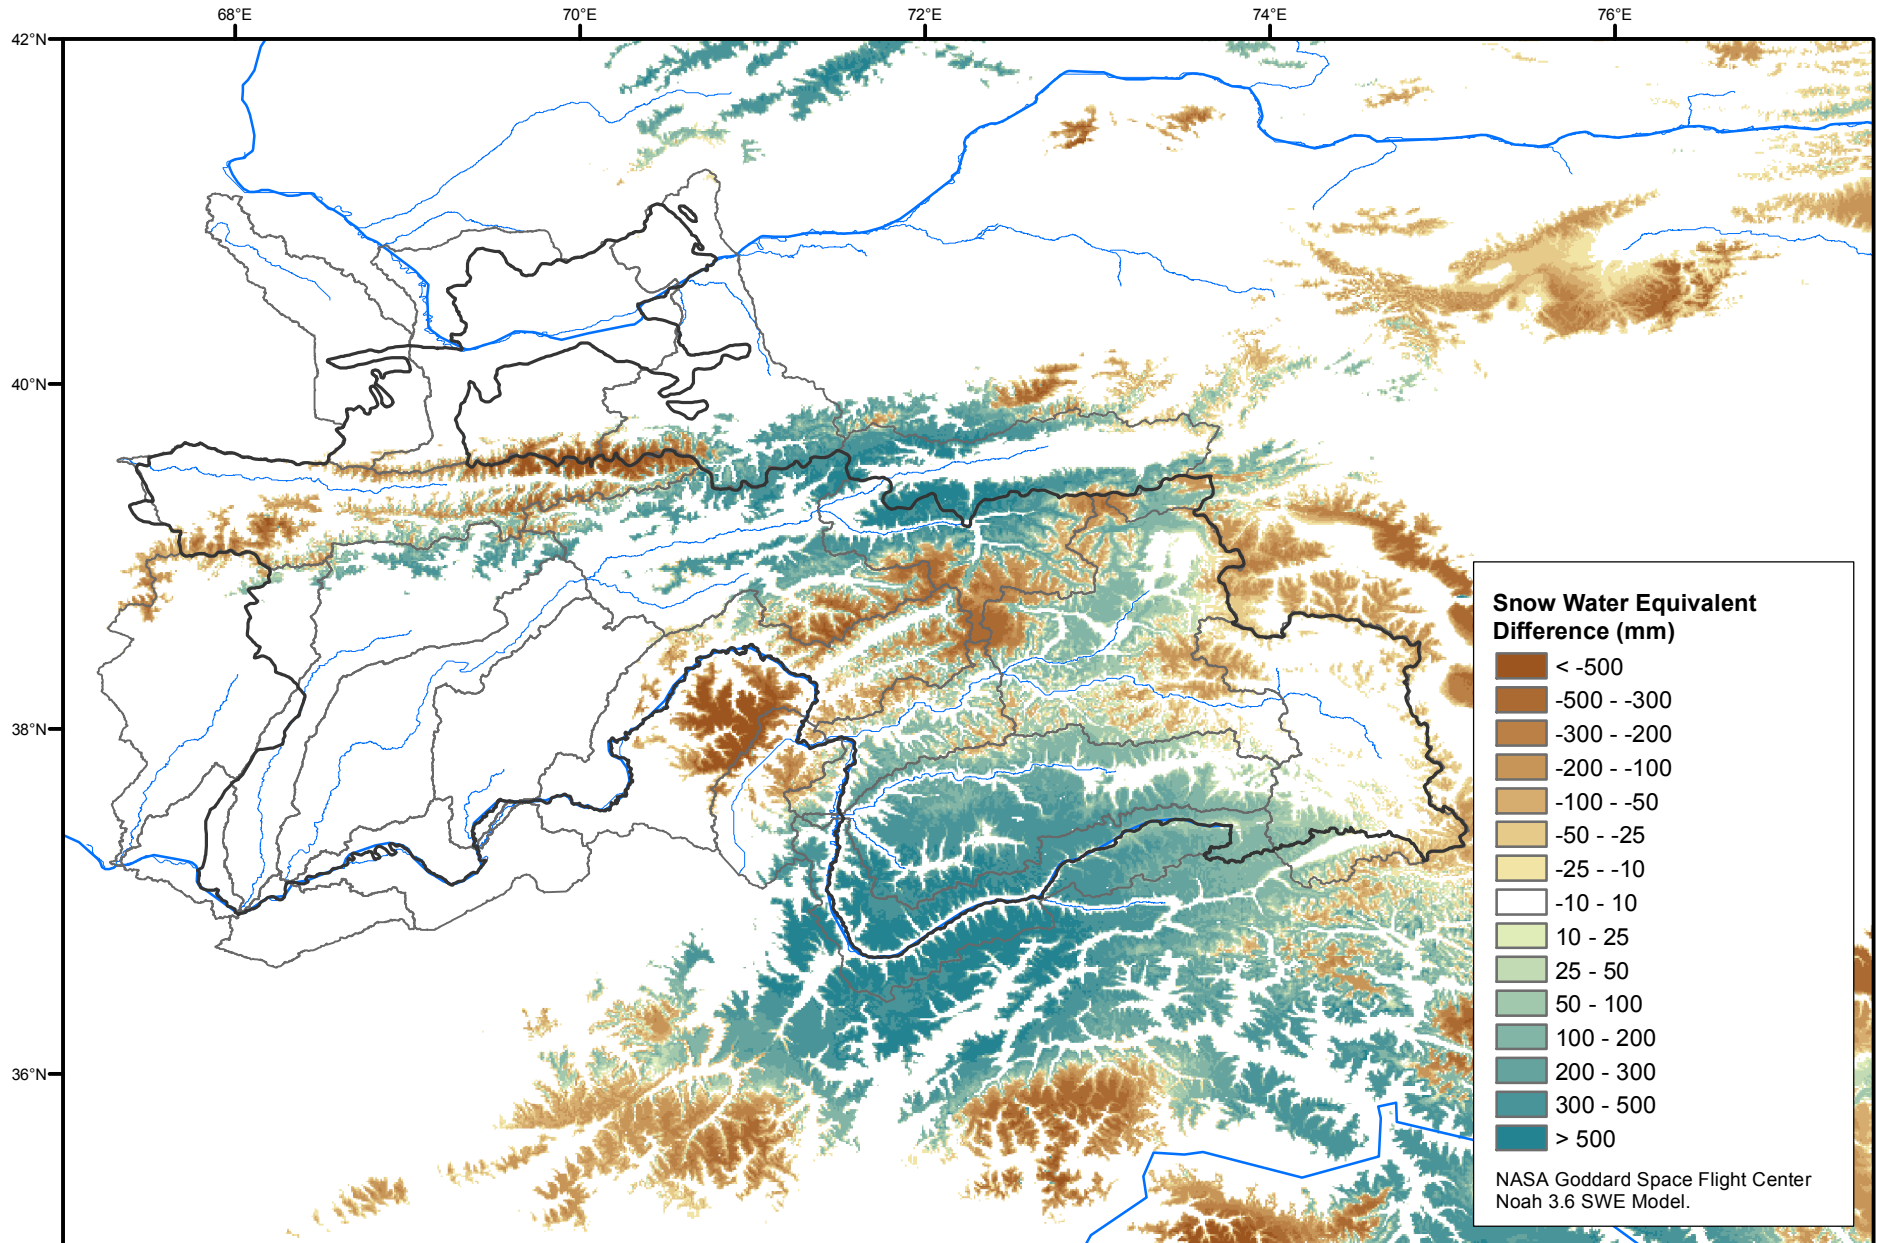 68°E 70°E 72°E 74°E 76°E
42°N
40°N
38°N
36°N
Snow Water Equivalent
Difference (mm)
< -500
-500 - -300
-300 - -200
-200 - -100
-100 - -50
-50 - -25
-25 - -10
-10 - 10
10 - 25
25 - 50
50 - 100
100 - 200
200 - 300
300 - 500
> 500
NASA Goddard Space Flight Center
Noah 3.6 SWE Model.